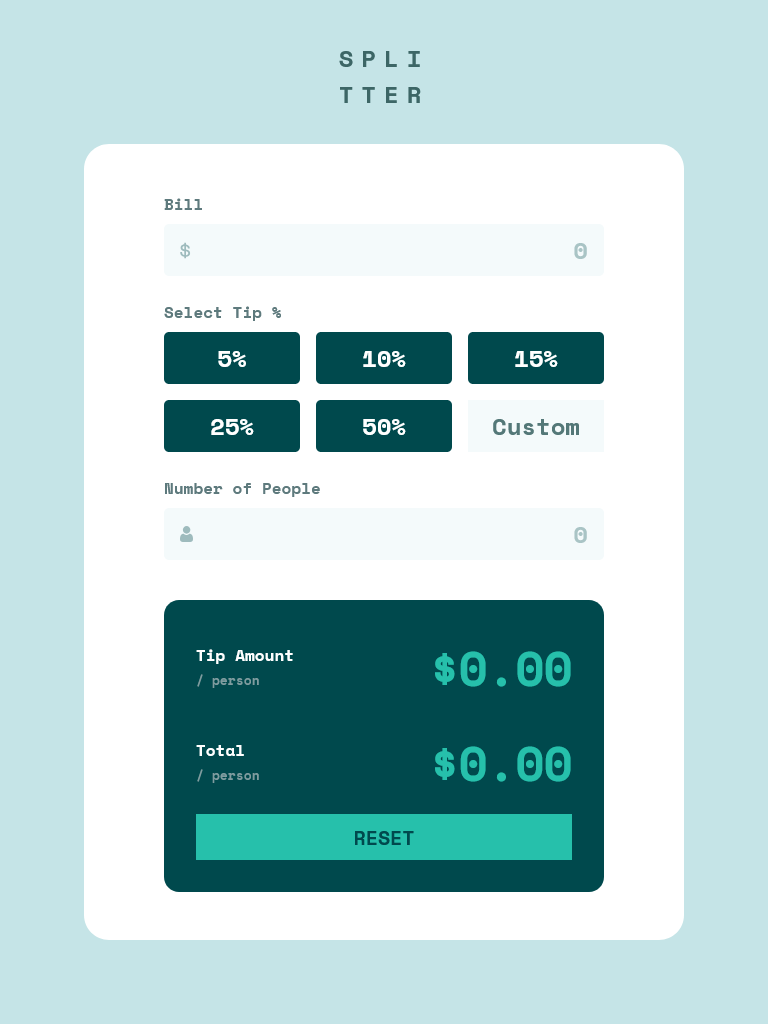 SPLI
TTER
Bill
$ 0
Select Tip %
5% 10% 15%
25% 50% Custom
Number of People
0
Tip Amount
/ person
$0.00
Total
/ person
$0.00
RESET